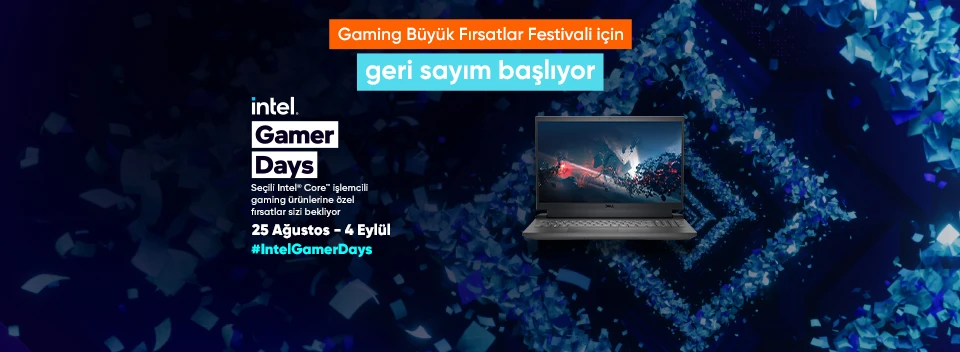 Gaming Büyük Fırsatlar Festivali için
geri sayım başlıyor
intel.
Gamer
Days
Seçili Intel® Core™ işlemcili
gaming ürünlerine özel
fırsatlar sizi bekliyor
25 Ağustos - 4 Eylül
#IntelGamerDays
DELL